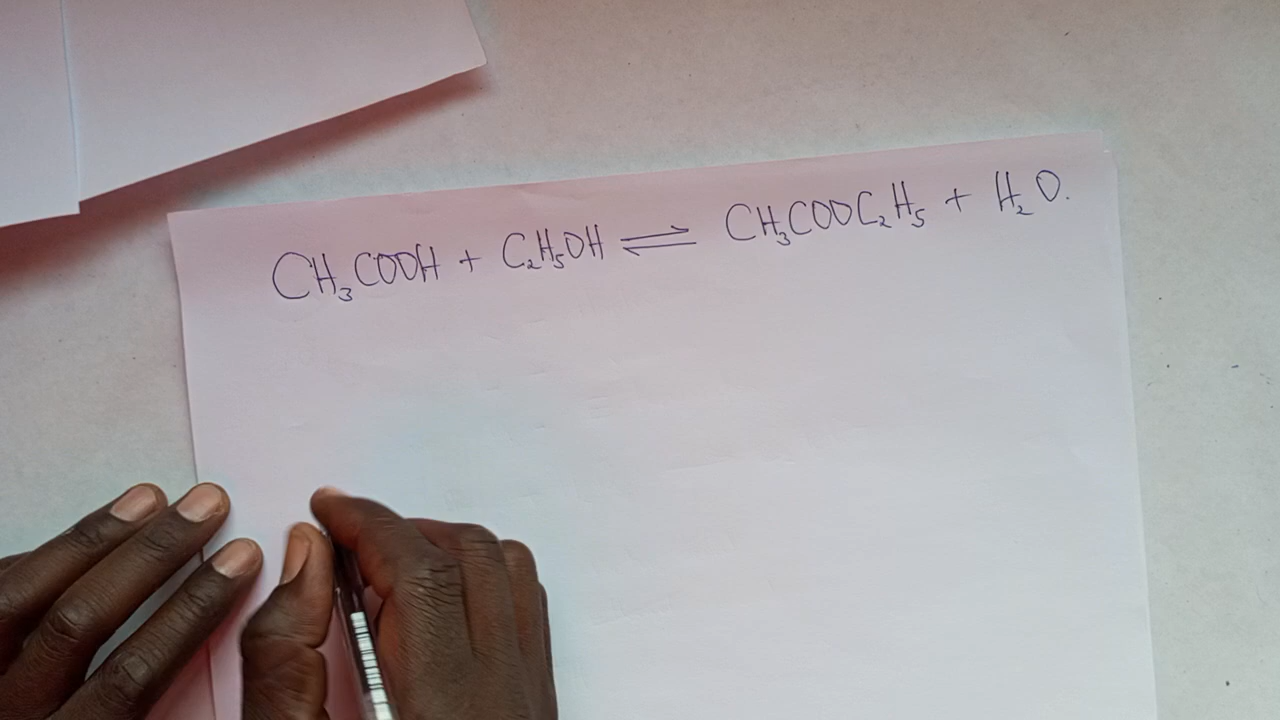 CH₃COOH + C₂H₅OH ⇌ CH₃COOC₂H₅ + H₂O.